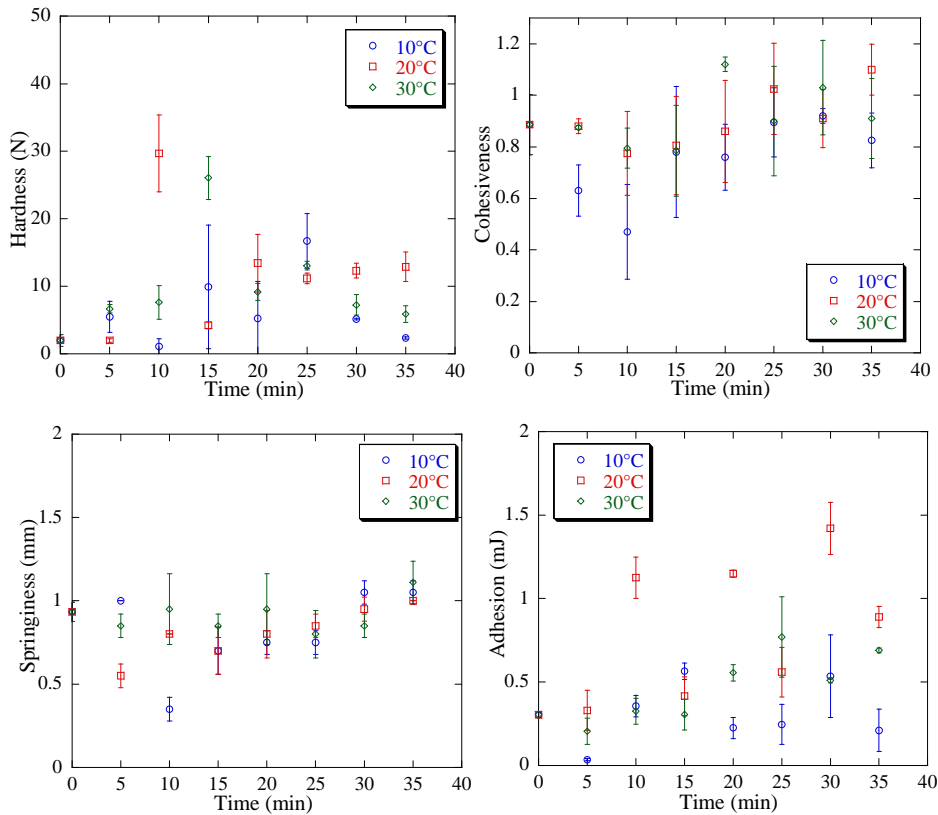 50
40
30
20
10
0
Hardness (N)
10°C
20°C
30°C
0 5 10 15 20 25 30 35 40
Time (min)
1.2
1
0.8
0.6
0.4
0.2
0
Cohesiveness
10°C
20°C
30°C
0 5 10 15 20 25 30 35 40
Time (min)
2
1.5
1
0.5
0
Springiness (mm)
10°C
20°C
30°C
0 5 10 15 20 25 30 35 40
Time (min)
2
1.5
1
0.5
0
Adhesion (mJ)
10°C
20°C
30°C
0 5 10 15 20 25 30 35 40
Time (min)